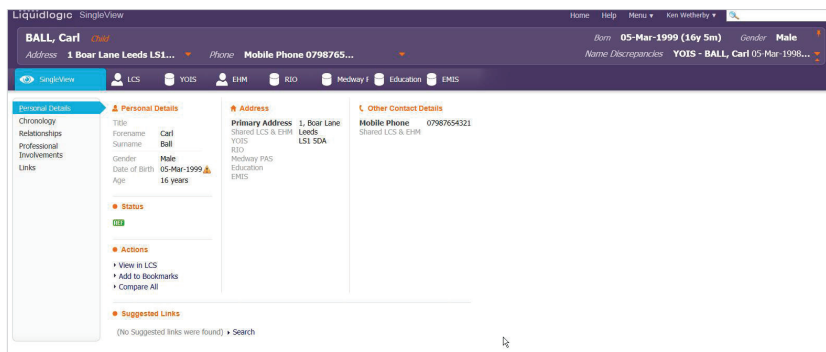 Liquidlogic SingleView Home Help Menu Ken Wetherby
BALL, Carl Child Born 05-Mar-1999 (16y 5m) Gender Male
Address 1 Boar Lane Leeds LS1... Phone Mobile Phone 0798765... Name Discrepancies YOIS - BALL, Carl 05-Mar-1998...
SingleView LCS YOIS EHM RIO Medway F Education EMIS
Personal Details
Chronology
Relationships
Professional
Involvements
Links
Personal Details
Title
Forename Carl
Surname Ball
Gender Male
Date of Birth 05-Mar-1999
Age 16 years
Status
Actions
View in LCS
Add to Bookmarks
Compare All
Suggested Links
(No Suggested links were found) Search
Address
Primary Address 1, Boar Lane
Shared LCS & EHM Leeds
YOIS LS1 5DA
RIO
Medway PAS
Education
EMIS
Other Contact Details
Mobile Phone 07987654321
Shared LCS & EHM